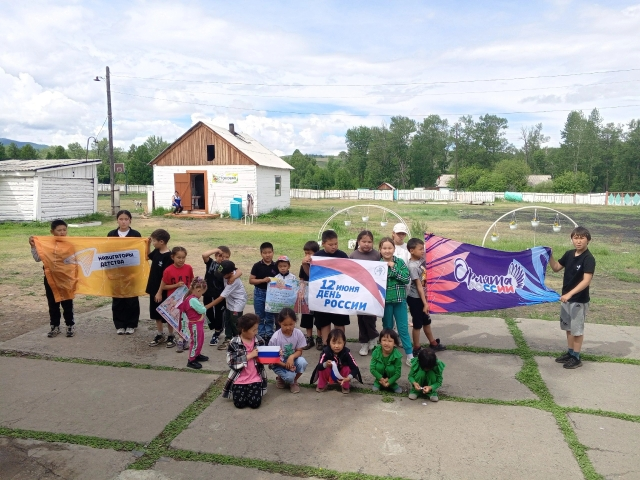 НАВИГАТОРЫ
ДЕТСТВА
12 ИЮНЯ
ДЕНЬ
РОССИИ
Орлята
РОССИИ